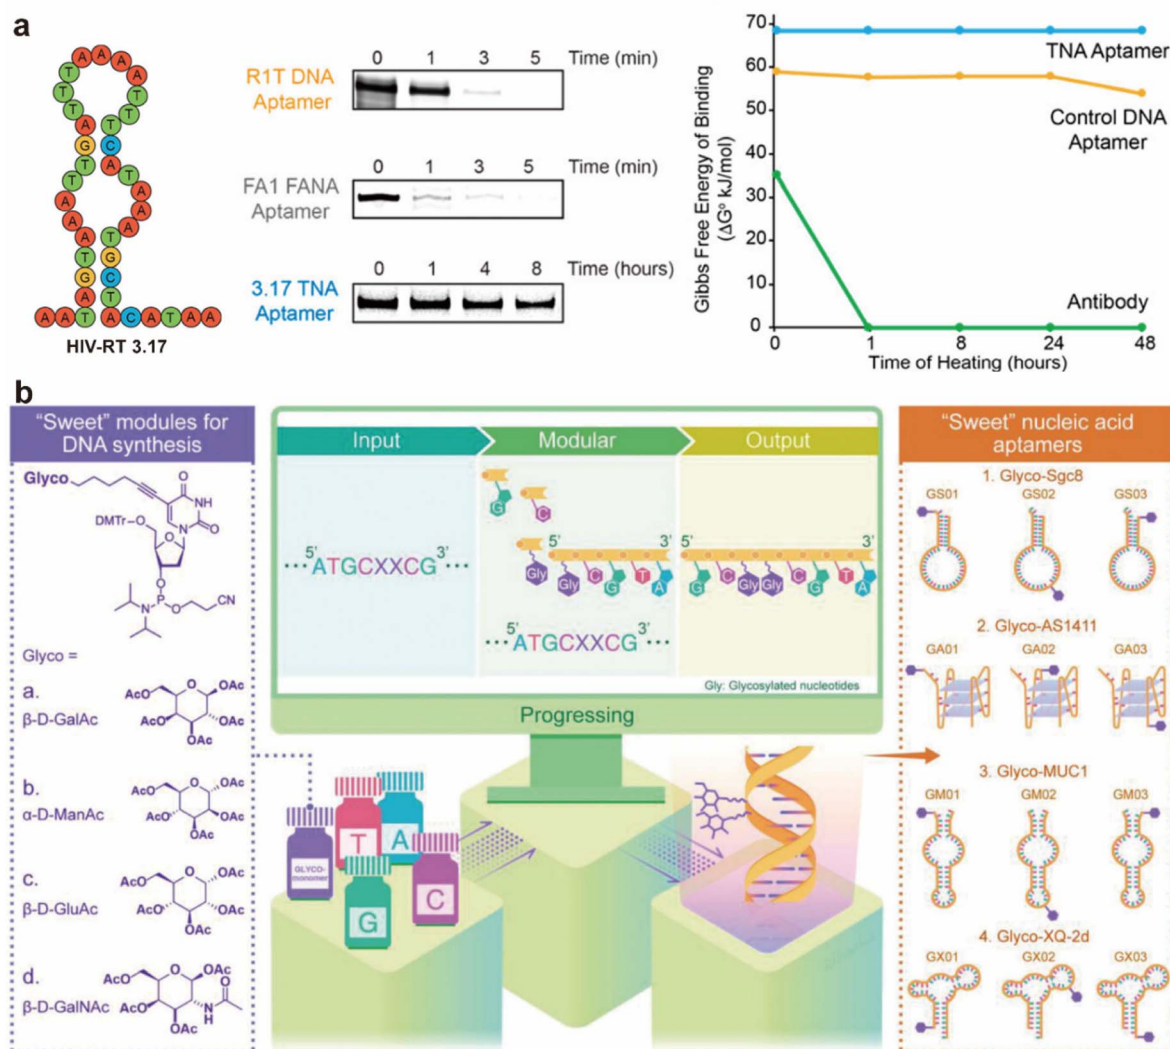 a
A A A A
T T
T T
T T
A T
G C
T A
T T
A A
A A
A A
T T
G G
A C
A A T A C A T A A
HIV-RT 3.17
R1T DNA
Aptamer
0 1 3 5 Time (min)
FA1 FANA
Aptamer
0 1 3 5 Time (min)
3.17 TNA
Aptamer
0 1 4 8 Time (hours)
Gibbs Free Energy of Binding
(ΔG° kJ/mol)
70
60
50
40
30
20
10
0
TNA Aptamer
Control DNA
Aptamer
Antibody
0 1 8 24 48
Time of Heating (hours)
b
"Sweet" modules for
DNA synthesis
Glyco
O
NH
DMTr
O
N
O
O
O
P
N
O
CN
Glyco =
a.
β-D-GalAc
AcO OAc
AcO OAc
OAc
b.
α-D-ManAc
AcO OAc
AcO OAc
OAc
c.
β-D-GluAc
AcO OAc
AcO OAc
OAc
d.
β-D-GalNAc
AcO OAc
AcO
OAc
N
H
O
Input
Modular
Output
5' 3'
···ATGCXXCG···
G
C
5' 3'
Gly Gly C G T A
5' 3'
···ATGCXXCG···
5' 3'
G C Gly Gly C G T A
Gly: Glycosylated nucleotides
Progressing
GLYCO-
monomer
T
A
G
C
"Sweet" nucleic acid
aptamers
1. Glyco-Sgc8
GS01 GS02 GS03
2. Glyco-AS1411
GA01 GA02 GA03
3. Glyco-MUC1
GM01 GM02 GM03
4. Glyco-XQ-2d
GX01 GX02 GX03